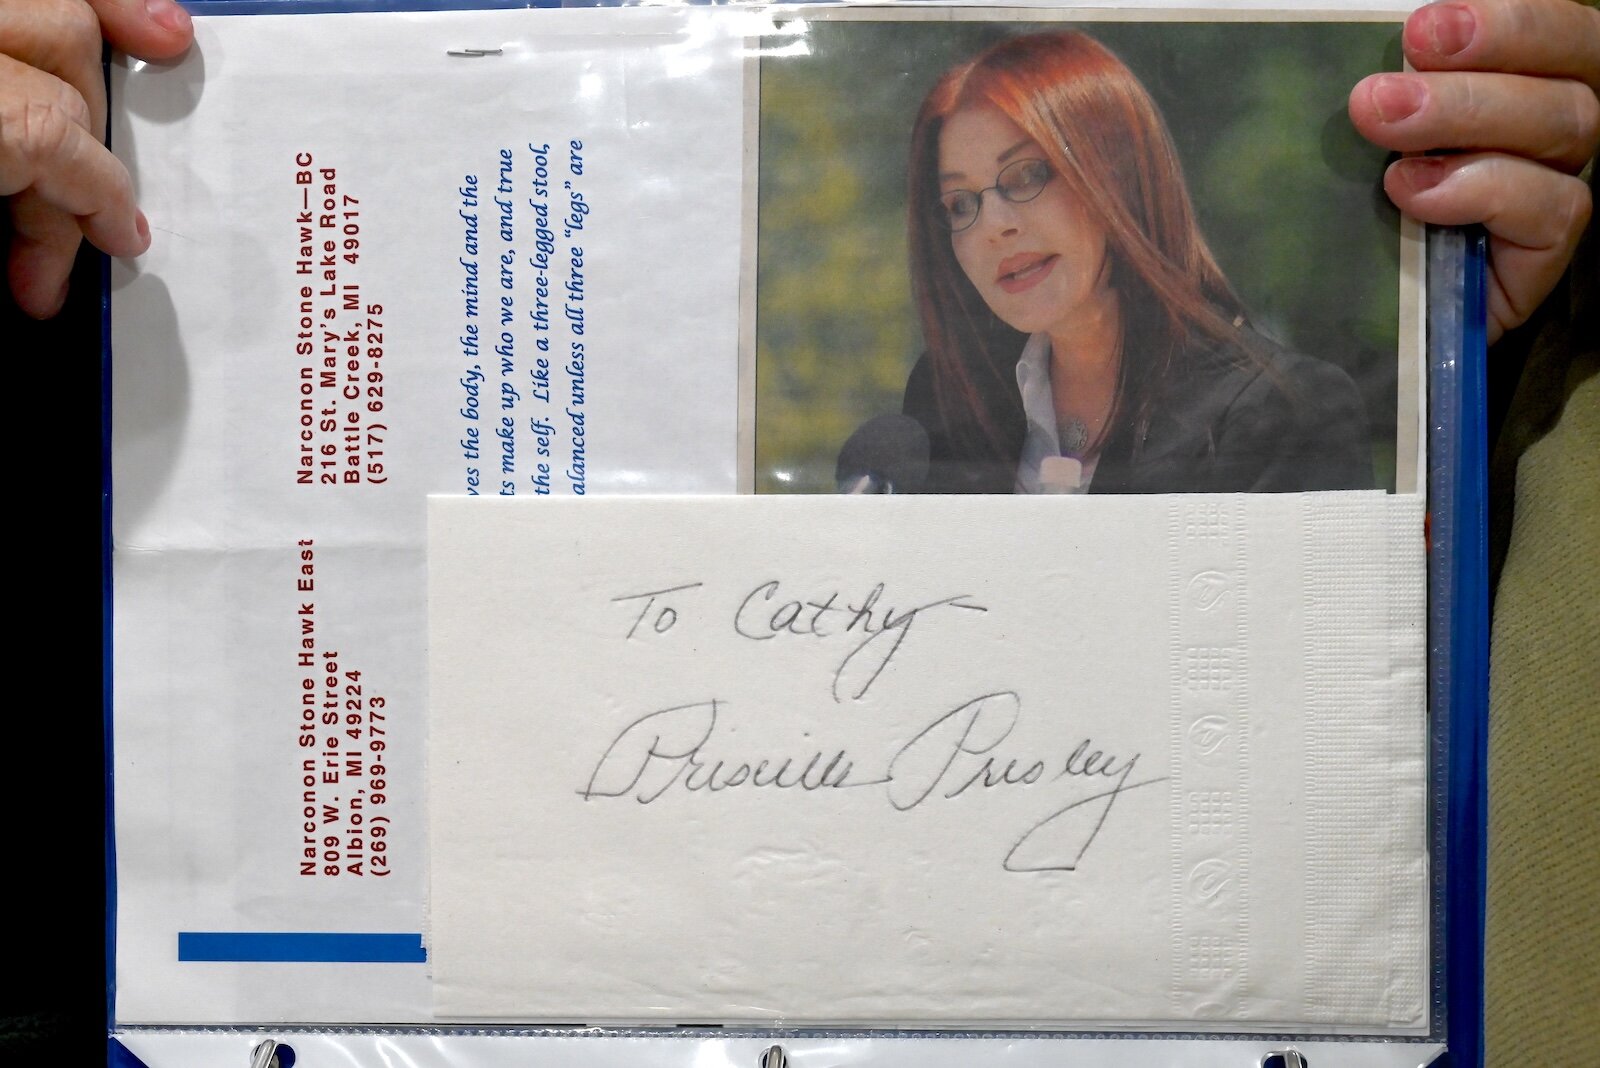 Narconon Stone Hawk—BC
216 St. Mary's Lake Road
Battle Creek, MI 49017
(517) 629-8275
Narconon Stone Hawk East
809 W. Erie Street
Albion, MI 49224
(269) 969-9773
ves the body, the mind and the
ts make up who we are, and true
the self. Like a three-legged stool,
alanced unless all three "legs" are
To Cathy
Priscilla Presley